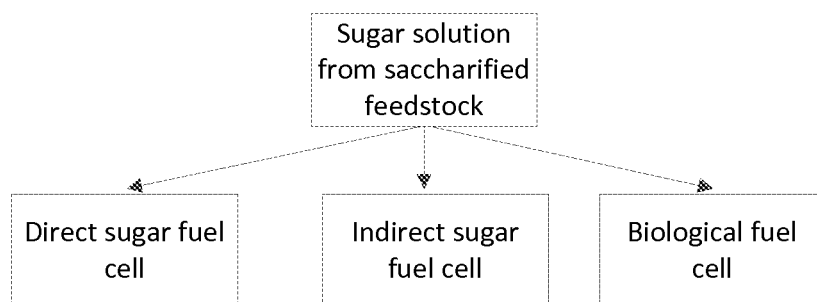 Sugar solution
from saccharified
feedstock
Direct sugar fuel
cell
Indirect sugar
fuel cell
Biological fuel
cell